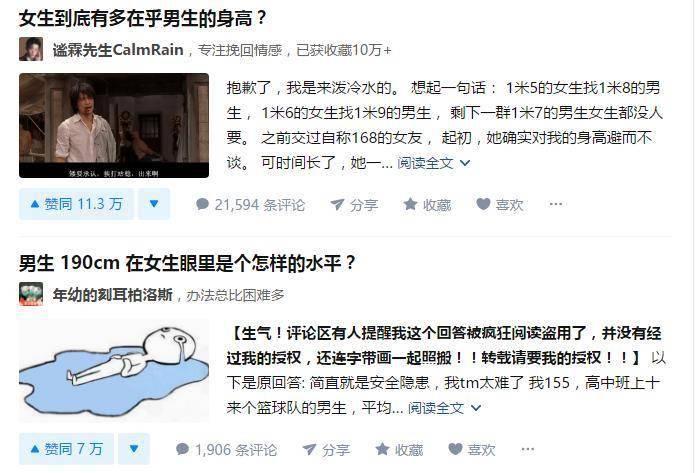 女生到底有多在乎男生的身高？
谧霖先生CalmRain，专注挽回情感，已获收藏10万+
抱歉了，我是来泼冷水的。 想起一句话： 1米5的女生找1米8的男
生， 1米6的女生找1米9的男生， 剩下一群1米7的男生女生都没人
要。 之前交过自称168的女友， 起初，她确实对我的身高避而不
谈。 可时间长了，她一... 阅读全文
矮要承认，挨打站稳，出来啊
赞同 11.3 万
21,594 条评论 分享 收藏 喜欢 ...
男生 190cm 在女生眼里是个怎样的水平？
年幼的刻耳柏洛斯，办法总比困难多
【生气！评论区有人提醒我这个回答被疯狂阅读盗用了，并没有经
过我的授权，还连字带画一起照搬！！转载请要我的授权！！】 以
下是原回答: 简直就是安全隐患，我tm太难了 我155，高中班上十
来个篮球队的男生，平均... 阅读全文
赞同 7 万
1,906 条评论 分享 收藏 喜欢 ...